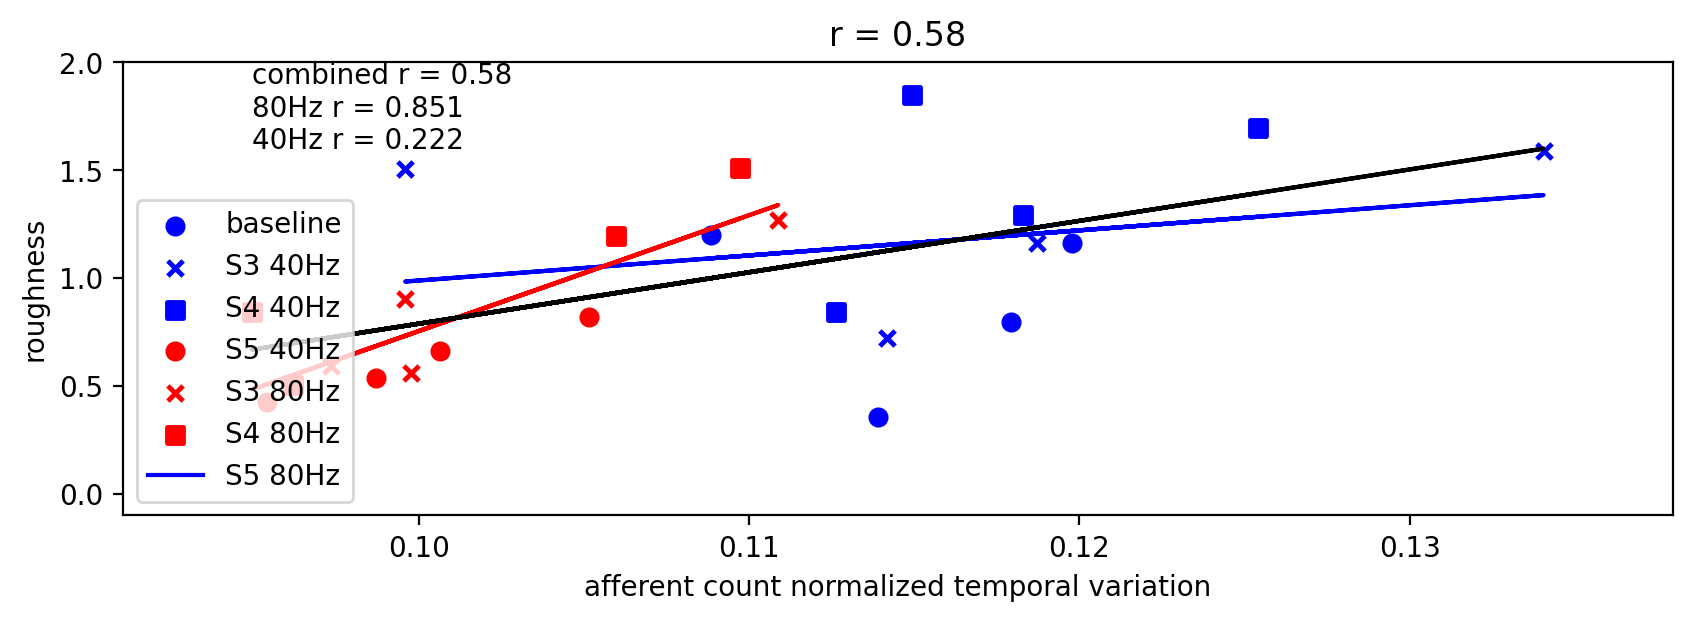 r = 0.58
combined r = 0.58
80Hz r = 0.851
40Hz r = 0.222
2.0
1.5
1.0
0.5
0.0
roughness
baseline
S3 40Hz
S4 40Hz
S5 40Hz
S3 80Hz
S4 80Hz
S5 80Hz
0.10 0.11 0.12 0.13
afferent count normalized temporal variation